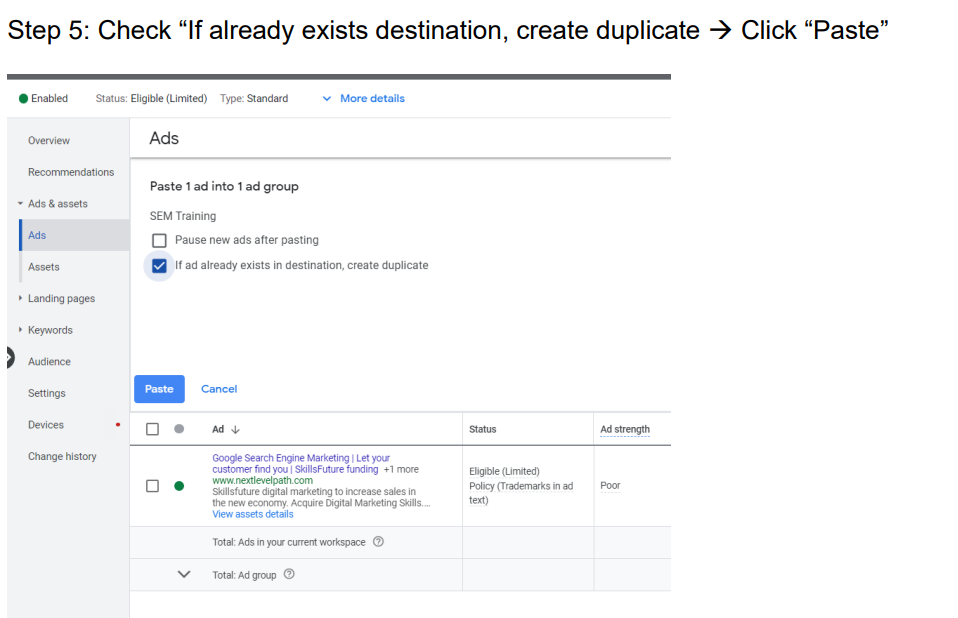 Step 5: Check “If already exists destination, create duplicate → Click “Paste”
Enabled Status: Eligible (Limited) Type: Standard More details
Overview
Recommendations
Ads & assets
Ads
Assets
Landing pages
Keywords
Audience
Settings
Devices
Change history
Ads
Paste 1 ad into 1 ad group
SEM Training
Pause new ads after pasting
If ad already exists in destination, create duplicate
Paste Cancel
Ad ↓ Status Ad strength
Google Search Engine Marketing | Let your
customer find you | SkillsFuture funding +1 more
www.nextlevelpath.com
Skillsfuture digital marketing to increase sales in
the new economy. Acquire Digital Marketing Skills....
View assets details
Eligible (Limited)
Policy (Trademarks in ad
text)
Poor
Total: Ads in your current workspace ?
Total: Ad group ?